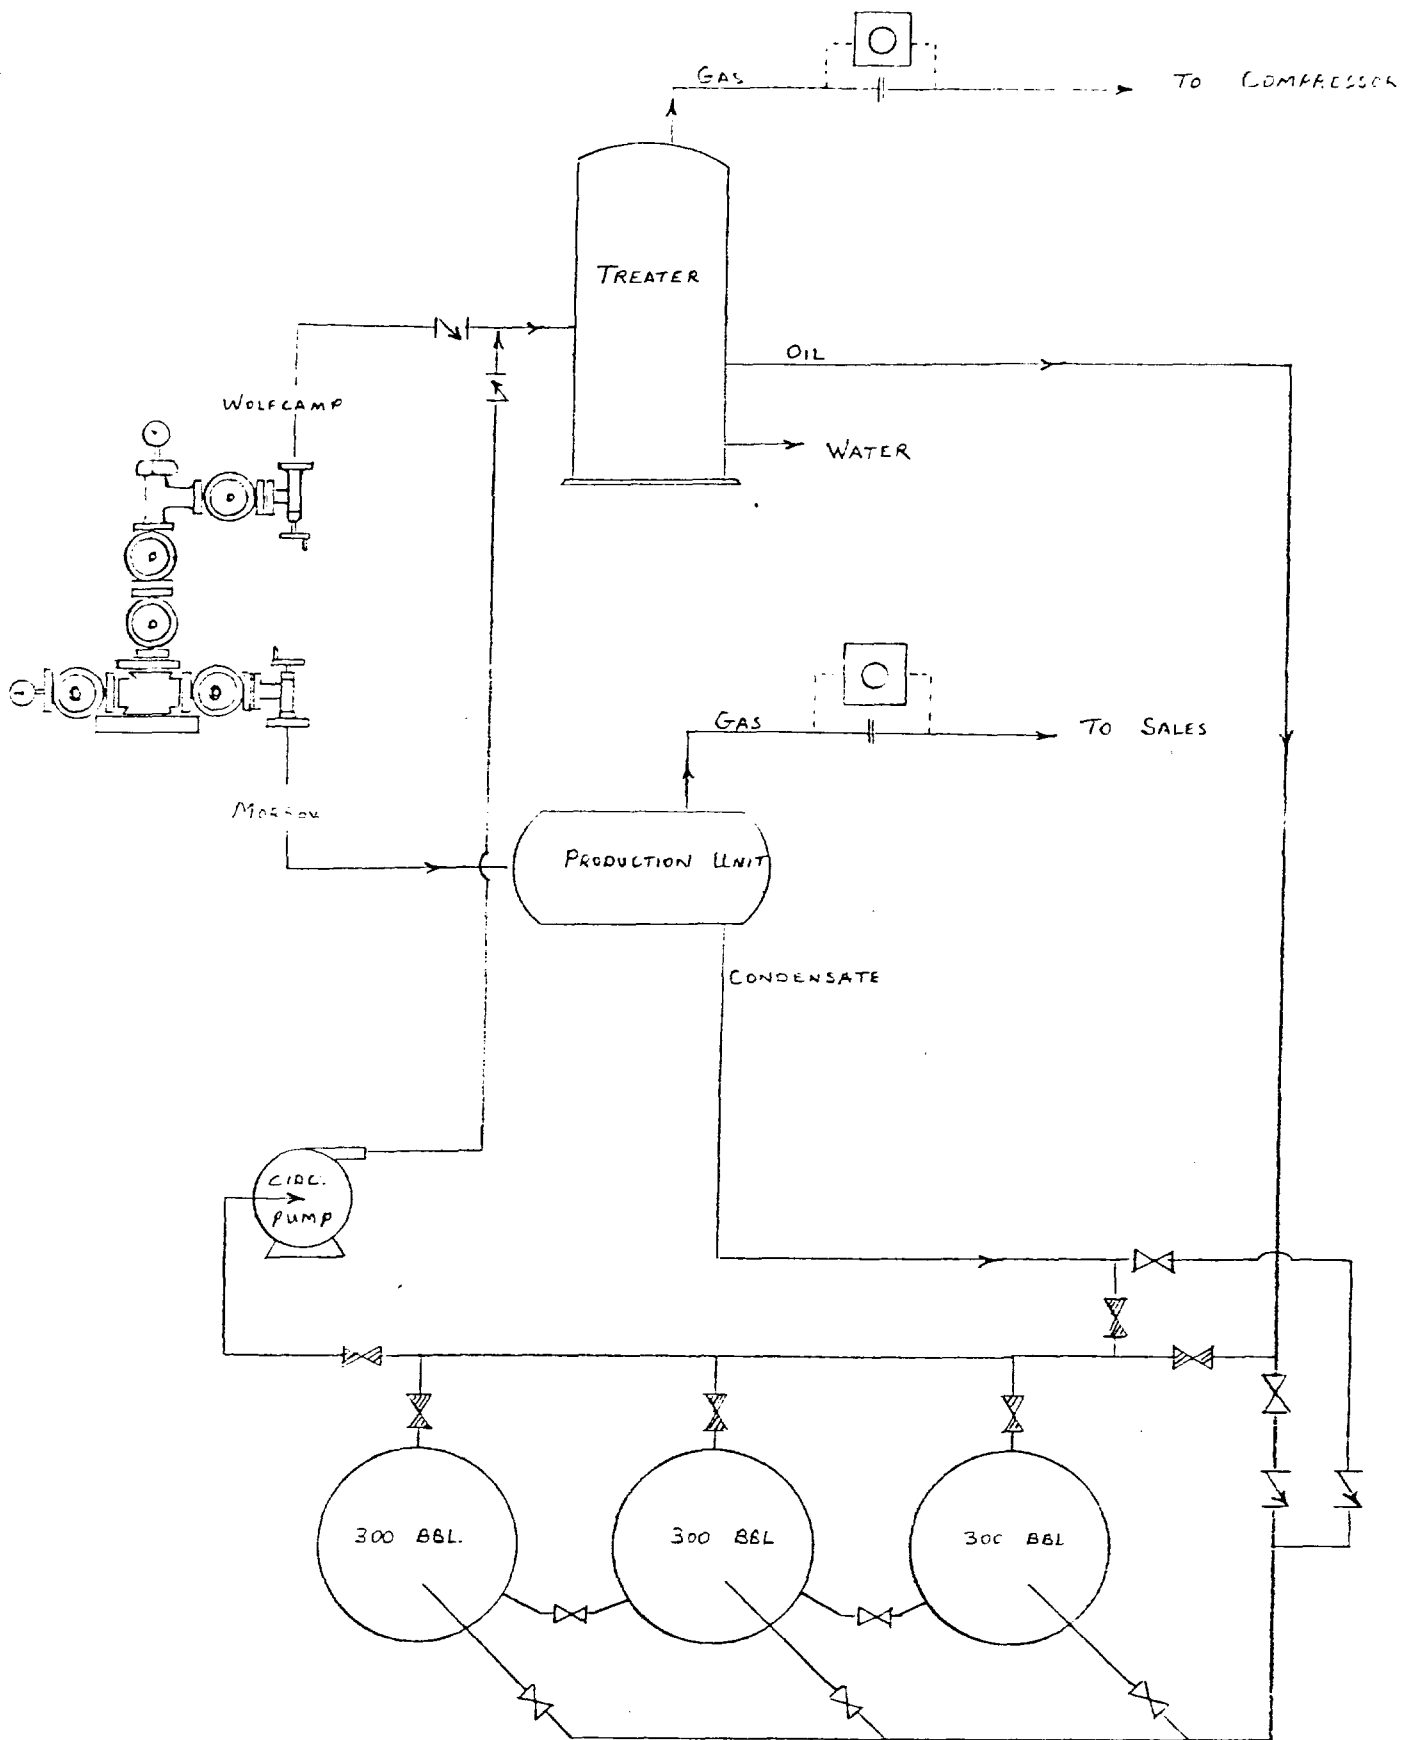 GAS
TO COMPRESSOR
TREATER
OIL
WOLFCAMP
WATER
GAS
TO SALES
MORROW
PRODUCTION UNIT
CONDENSATE
CIRC.
PUMP
300 BBL.
300 BBL
300 BBL